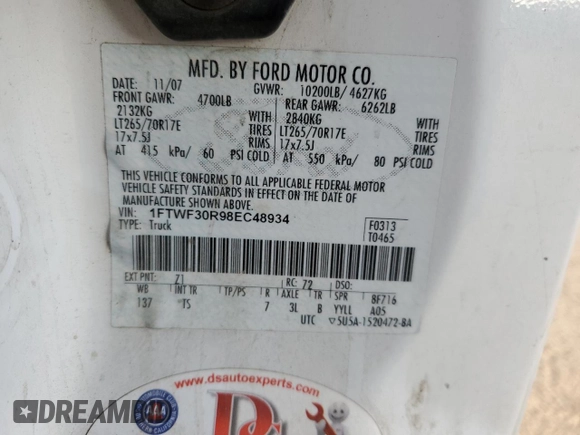 MFD. BY FORD MOTOR CO.
DATE: 11/07 GVWR: 10200LB/ 4627KG
FRONT GAWR: 4700LB REAR GAWR: 6262LB
2132KG WITH 2840KG WITH
LT265/70R17E TIRES LT265/70R17E TIRES
17x7.5J RIMS 17x7.5J RIMS
AT 415 kPa/ 60 PSI COLD AT 550 kPa/ 80 PSI COLD
THIS VEHICLE CONFORMS TO ALL APPLICABLE FEDERAL MOTOR
VEHICLE SAFETY STANDARDS IN EFFECT ON THE DATE OF
MANUFACTURE SHOWN ABOVE.
VIN: 1FTWF30R98EC48934 F0313
TYPE: Truck T0465
EXT PNT: 71 RC: 72 DSO:
WB INT TR TP/PS R AXLE TR SPR 8F716
137 *TS 7 3L B YYLL A05
UTC ▽5U5A-1520472-BA
www.dsautoexperts.com
DREAMB